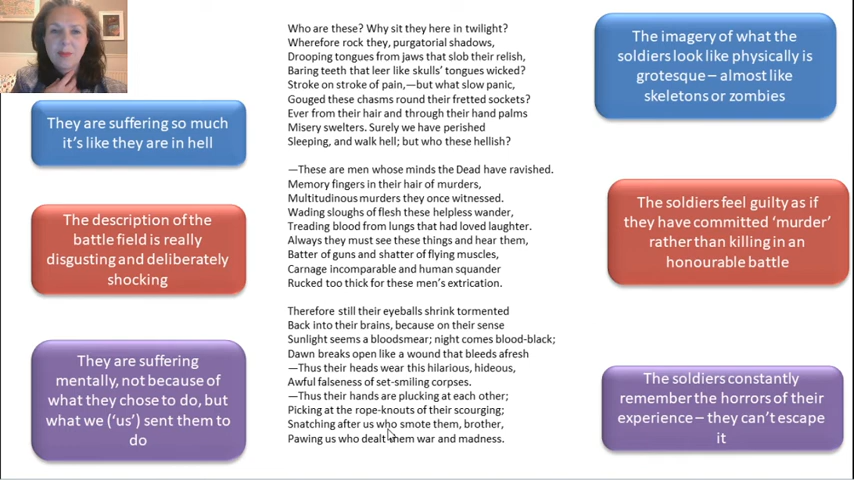 Who are these? Why sit they here in twilight?
Wherefore rock they, purgatorial shadows,
Drooping tongues from jaws that slob their relish,
Baring teeth that leer like skulls' tongues wicked?
Stroke on stroke of pain,—but what slow panic,
Gouged these chasms round their fretted sockets?
Ever from their hair and through their hand palms
Misery swelters. Surely we have perished
Sleeping, and walk hell; but who these hellish?
—These are men whose minds the Dead have ravished.
Memory fingers in their hair of murders,
Multitudinous murders they once witnessed.
Wading sloughs of flesh these helpless wander,
Treading blood from lungs that had loved laughter.
Always they must see these things and hear them,
Batter of guns and shatter of flying muscles,
Carnage incomparable and human squander
Rucked too thick for these men's extrication.
Therefore still their eyeballs shrink tormented
Back into their brains, because on their sense
Sunlight seems a bloodsmear; night comes blood-black;
Dawn breaks open like a wound that bleeds afresh
—Thus their heads wear this hilarious, hideous,
Awful falseness of set-smiling corpses.
—Thus their hands are plucking at each other;
Picking at the rope-knouts of their scourging;
Snatching after us who smote them, brother,
Pawing us who dealt them war and madness.
They are suffering so much
it's like they are in hell
The description of the
battle field is really
disgusting and deliberately
shocking
They are suffering
mentally, not because of
what they chose to do, but
what we ('us') sent them to
do
The imagery of what the
soldiers look like physically is
grotesque – almost like
skeletons or zombies
The soldiers feel guilty as if
they have committed 'murder'
rather than killing in an
honourable battle
The soldiers constantly
remember the horrors of their
experience – they can't escape
it